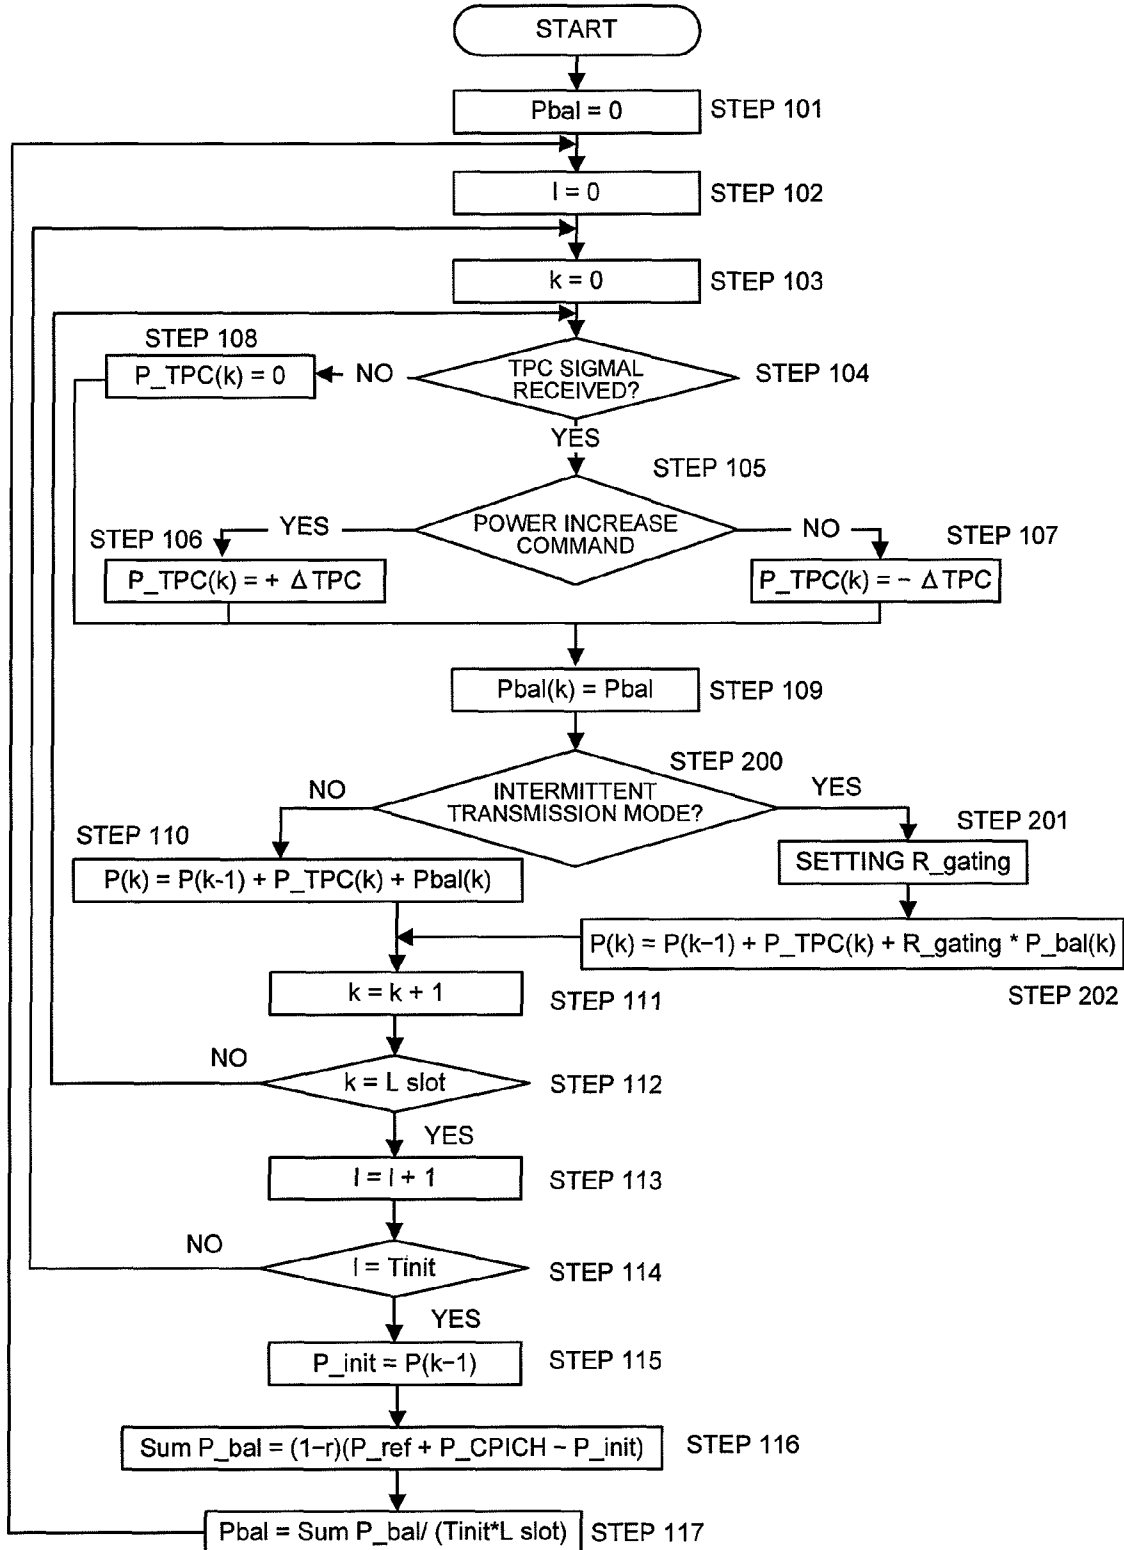 START
Pbal = 0
STEP 101
l = 0
STEP 102
k = 0
STEP 103
STEP 108
P_TPC(k) = 0
NO
TPC SIGMAL
RECEIVED?
STEP 104
YES
STEP 105
POWER INCREASE
COMMAND
YES
NO
STEP 106
STEP 107
P_TPC(k) = + Δ TPC
P_TPC(k) = − Δ TPC
Pbal(k) = Pbal
STEP 109
STEP 200
INTERMITTENT
TRANSMISSION MODE?
NO
YES
STEP 110
STEP 201
P(k) = P(k-1) + P_TPC(k) + Pbal(k)
SETTING R_gating
P(k) = P(k−1) + P_TPC(k) + R_gating * P_bal(k)
STEP 202
k = k + 1
STEP 111
NO
k = L slot
STEP 112
YES
l = l + 1
STEP 113
NO
l = Tinit
STEP 114
YES
P_init = P(k−1)
STEP 115
Sum P_bal = (1−r)(P_ref + P_CPICH − P_init)
STEP 116
Pbal = Sum P_bal/ (Tinit*L slot)
STEP 117